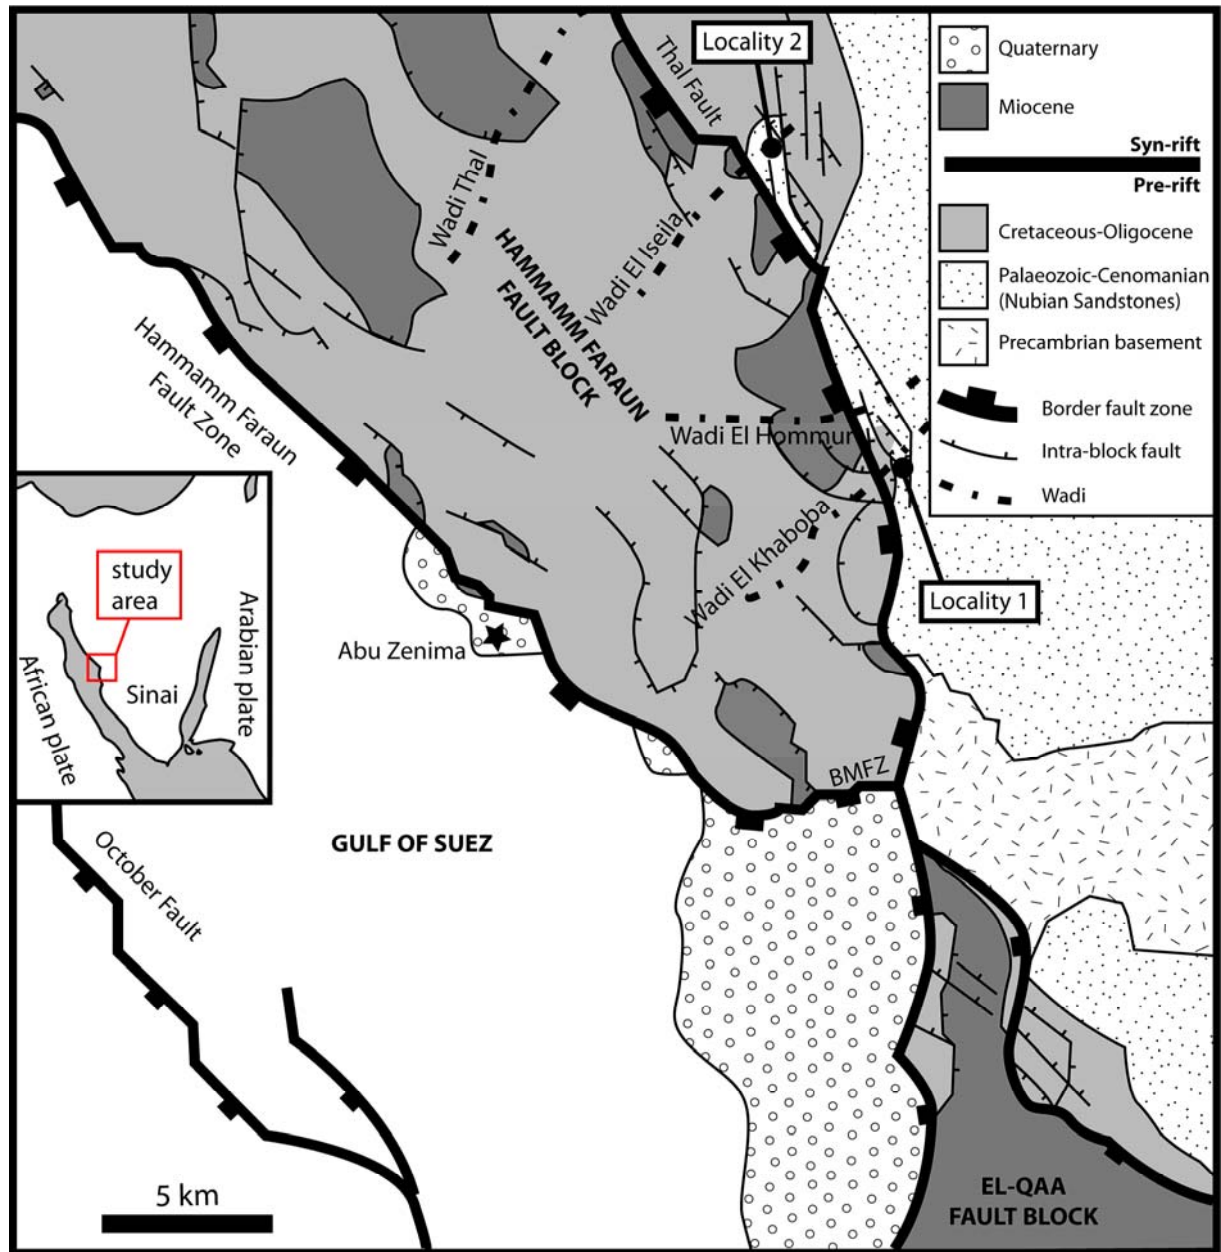 Locality 2
Thal Fault
Wadi Thal
Wadi El Iseila
HAMMAMM FARAUN
FAULT BLOCK
Hammamm Faraun
Fault Zone
Wadi El Hommur
Wadi El Khaboba
Locality 1
Abu Zenima
BMFZ
GULF OF SUEZ
October Fault
EL-QAA
FAULT BLOCK
5 km
study
area
African plate
Sinai
Arabian plate
Quaternary
Miocene
Syn-rift
Pre-rift
Cretaceous-Oligocene
Palaeozoic-Cenomanian
(Nubian Sandstones)
Precambrian basement
Border fault zone
Intra-block fault
Wadi